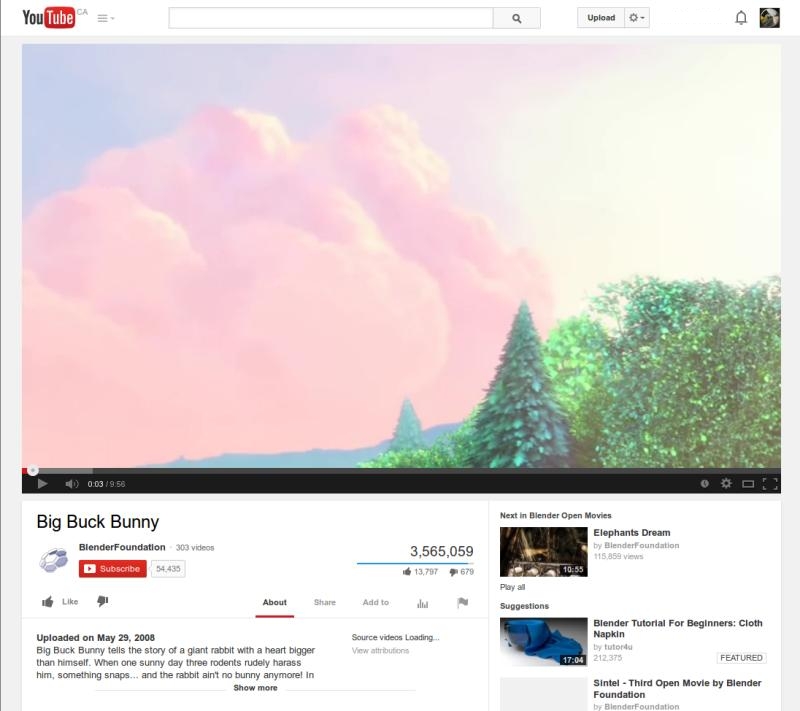 YouTube CA
Upload
0:03 / 9:56
Big Buck Bunny
BlenderFoundation · 303 videos
Subscribe 54,435
3,565,059
13,797 679
Like
About Share Add to
Uploaded on May 29, 2008
Big Buck Bunny tells the story of a giant rabbit with a heart bigger
than himself. When one sunny day three rodents rudely harass
him, something snaps... and the rabbit ain't no bunny anymore! In
Show more
Source videos Loading...
View attributions
Next in Blender Open Movies
Elephants Dream
by BlenderFoundation
115,859 views
10:55
Play all
Suggestions
Blender Tutorial For Beginners: Cloth
Napkin
by tutor4u
212,375 FEATURED
17:04
Sintel - Third Open Movie by Blender
Foundation
by BlenderFoundation